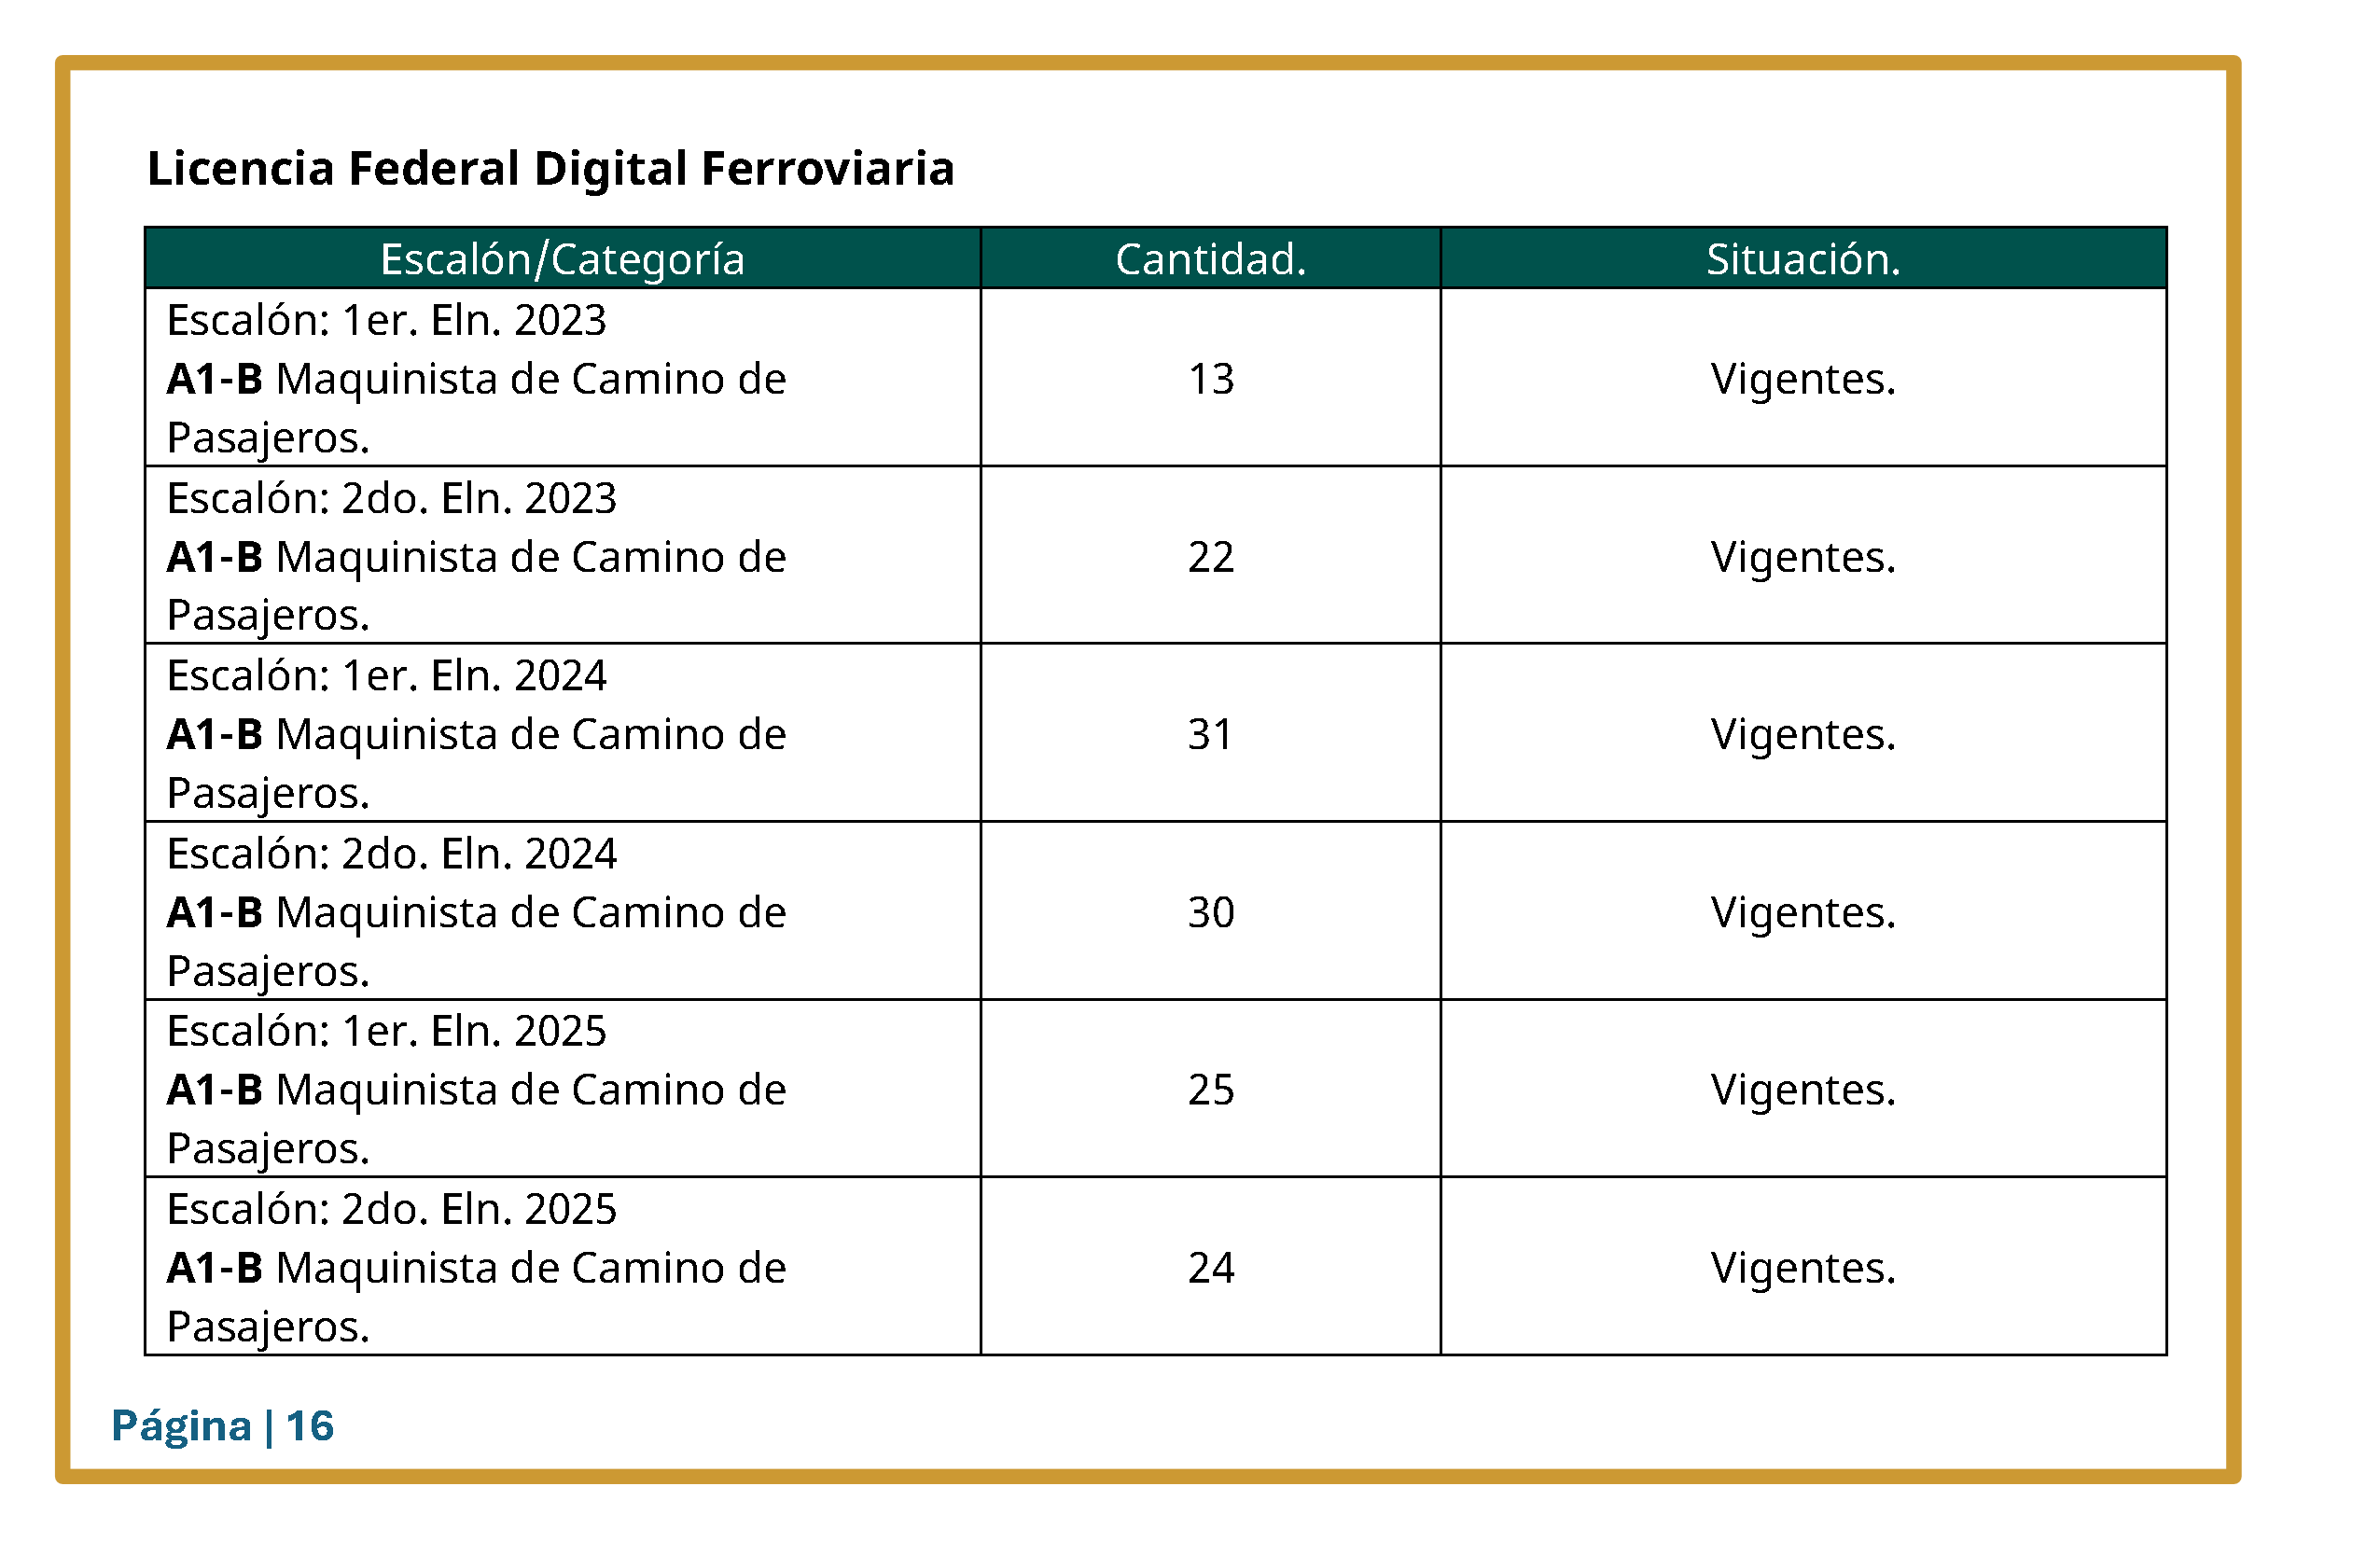 Licencia Federal Digital Ferroviaria
Escalón/Categoría Cantidad. Situación.
Escalón: 1er. Eln. 2023
A1-B Maquinista de Camino de 13 Vigentes.
Pasajeros.
Escalón: 2do. Eln. 2023
A1-B Maquinista de Camino de 22 Vigentes.
Pasajeros.
Escalón: 1er. Eln. 2024
A1-B Maquinista de Camino de 31 Vigentes.
Pasajeros.
Escalón: 2do. Eln. 2024
A1-B Maquinista de Camino de 30 Vigentes.
Pasajeros.
Escalón: 1er. Eln. 2025
A1-B Maquinista de Camino de 25 Vigentes.
Pasajeros.
Escalón: 2do. Eln. 2025
A1-B Maquinista de Camino de 24 Vigentes.
Pasajeros.
Página | 16